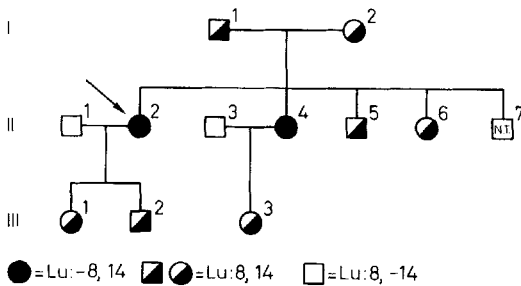 I 1 2
II 1 2 3 4 5 6 7
N.T.
III 1 2 3
=Lu:-8, 14 =Lu:8, 14 =Lu:8, -14